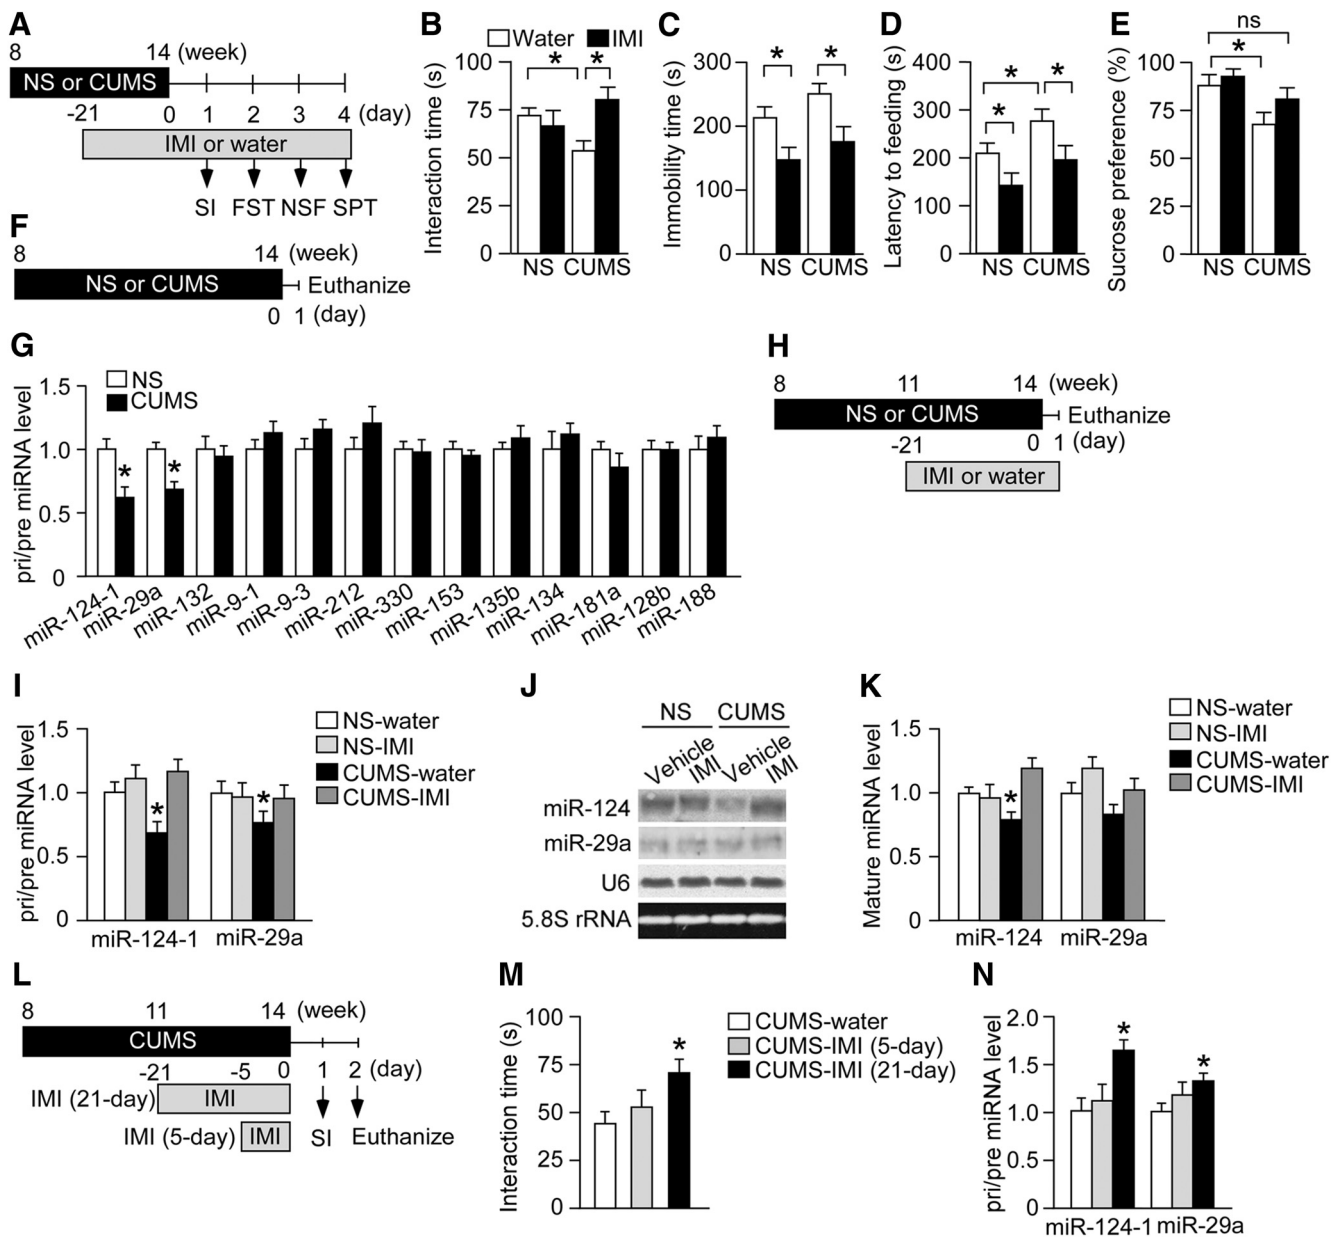 A
8 14 (week)
NS or CUMS
-21 0 1 2 3 4 (day)
IMI or water
SI FST NSF SPT
B
Water IMI
* *
Interaction time (s)
100
75
50
25
0
NS CUMS
C
* *
Immobility time (s)
300
200
100
0
NS CUMS
D
* *
*
Latency to feeding (s)
400
300
200
100
0
NS CUMS
E
ns
*
Sucrose preference (%)
100
75
50
25
0
NS CUMS
F
8 14 (week)
NS or CUMS Euthanize
0 1 (day)
G
NS
CUMS
pri/pre miRNA level
1.5
1.0
0.5
0
* *
miR-124-1 miR-29a miR-132 miR-9-1 miR-9-3 miR-212 miR-330 miR-153 miR-135b miR-134 miR-181a miR-128b miR-188
H
8 11 14 (week)
NS or CUMS Euthanize
-21 0 1 (day)
IMI or water
I
NS-water
NS-IMI
CUMS-water
CUMS-IMI
pri/pre miRNA level
1.5
1.0
0.5
0
* *
miR-124-1 miR-29a
J
NS CUMS
Vehicle IMI Vehicle IMI
miR-124
miR-29a
U6
5.8S rRNA
K
NS-water
NS-IMI
CUMS-water
CUMS-IMI
Mature miRNA level
1.5
1.0
0.5
0
*
miR-124 miR-29a
L
8 11 14 (week)
CUMS
-21 -5 0 1 2 (day)
IMI (21-day) IMI
IMI (5-day) IMI SI Euthanize
M
CUMS-water
CUMS-IMI (5-day)
CUMS-IMI (21-day)
Interaction time (s)
100
75
50
25
0
*
N
pri/pre miRNA level
2.0
1.5
1.0
0.5
0
* *
miR-124-1 miR-29a